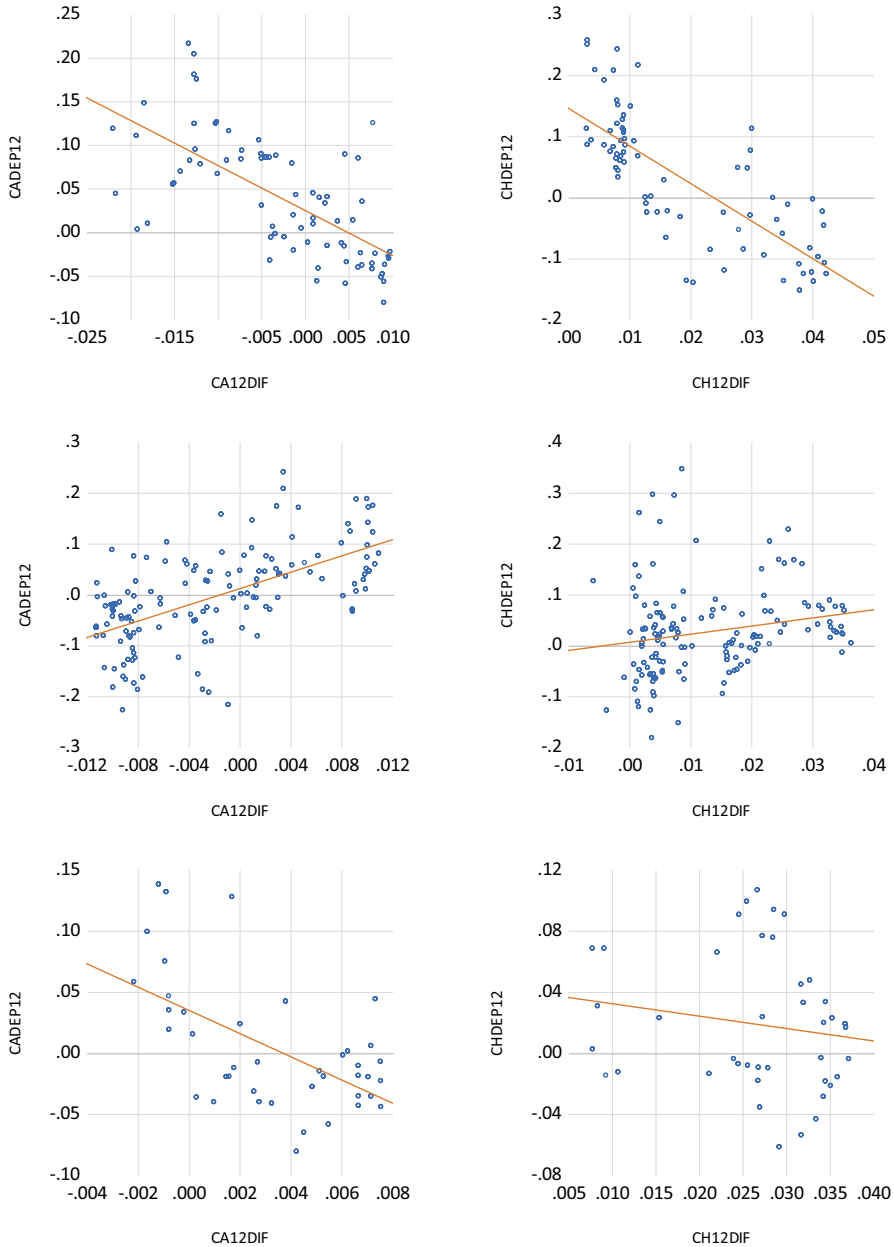 .25
.20
.15
.10
.05
.00
-.05
-.10
CADEP12
-.025 -.015 -.005 .000 .005 .010
CA12DIF
.3
.2
.1
.0
-.1
-.2
CHDEP12
.00 .01 .02 .03 .04 .05
CH12DIF
.3
.2
.1
.0
-.1
-.2
-.3
CADEP12
-.012 -.008 -.004 .000 .004 .008 .012
CA12DIF
.4
.3
.2
.1
.0
-.1
-.2
CHDEP12
-.01 .00 .01 .02 .03 .04
CH12DIF
.15
.10
.05
.00
-.05
-.10
CADEP12
-.004 -.002 .000 .002 .004 .006 .008
CA12DIF
.12
.08
.04
.00
-.04
-.08
CHDEP12
.005 .010 .015 .020 .025 .030 .035 .040
CH12DIF